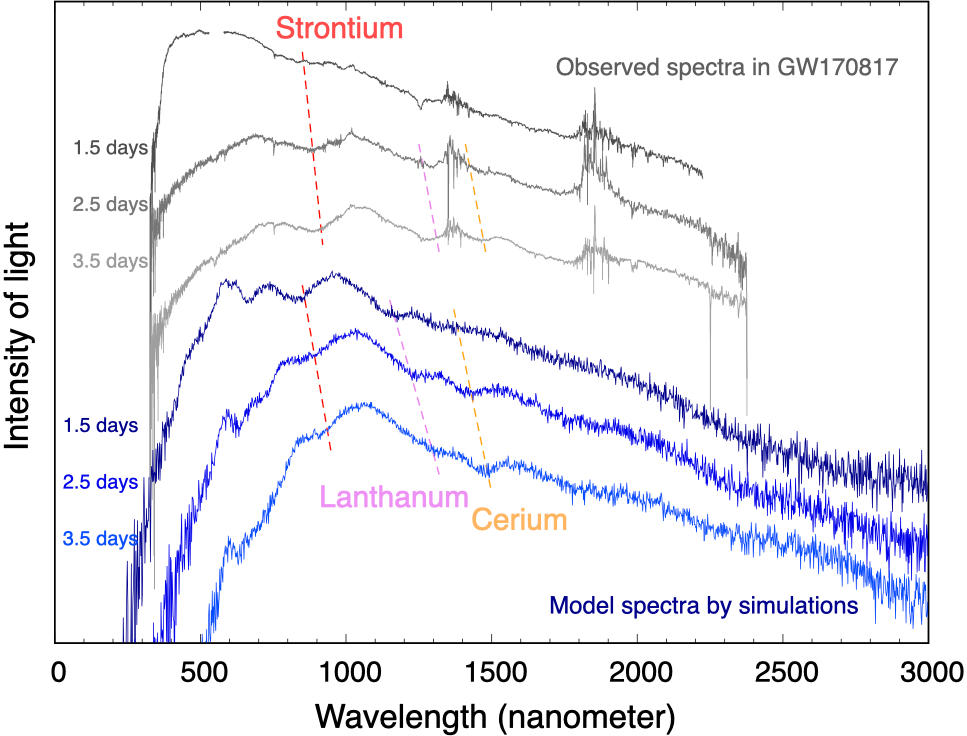 Strontium
Observed spectra in GW170817
1.5 days
2.5 days
3.5 days
Intensity of light
1.5 days
2.5 days
3.5 days
Lanthanum
Cerium
Model spectra by simulations
0 500 1000 1500 2000 2500 3000
Wavelength (nanometer)